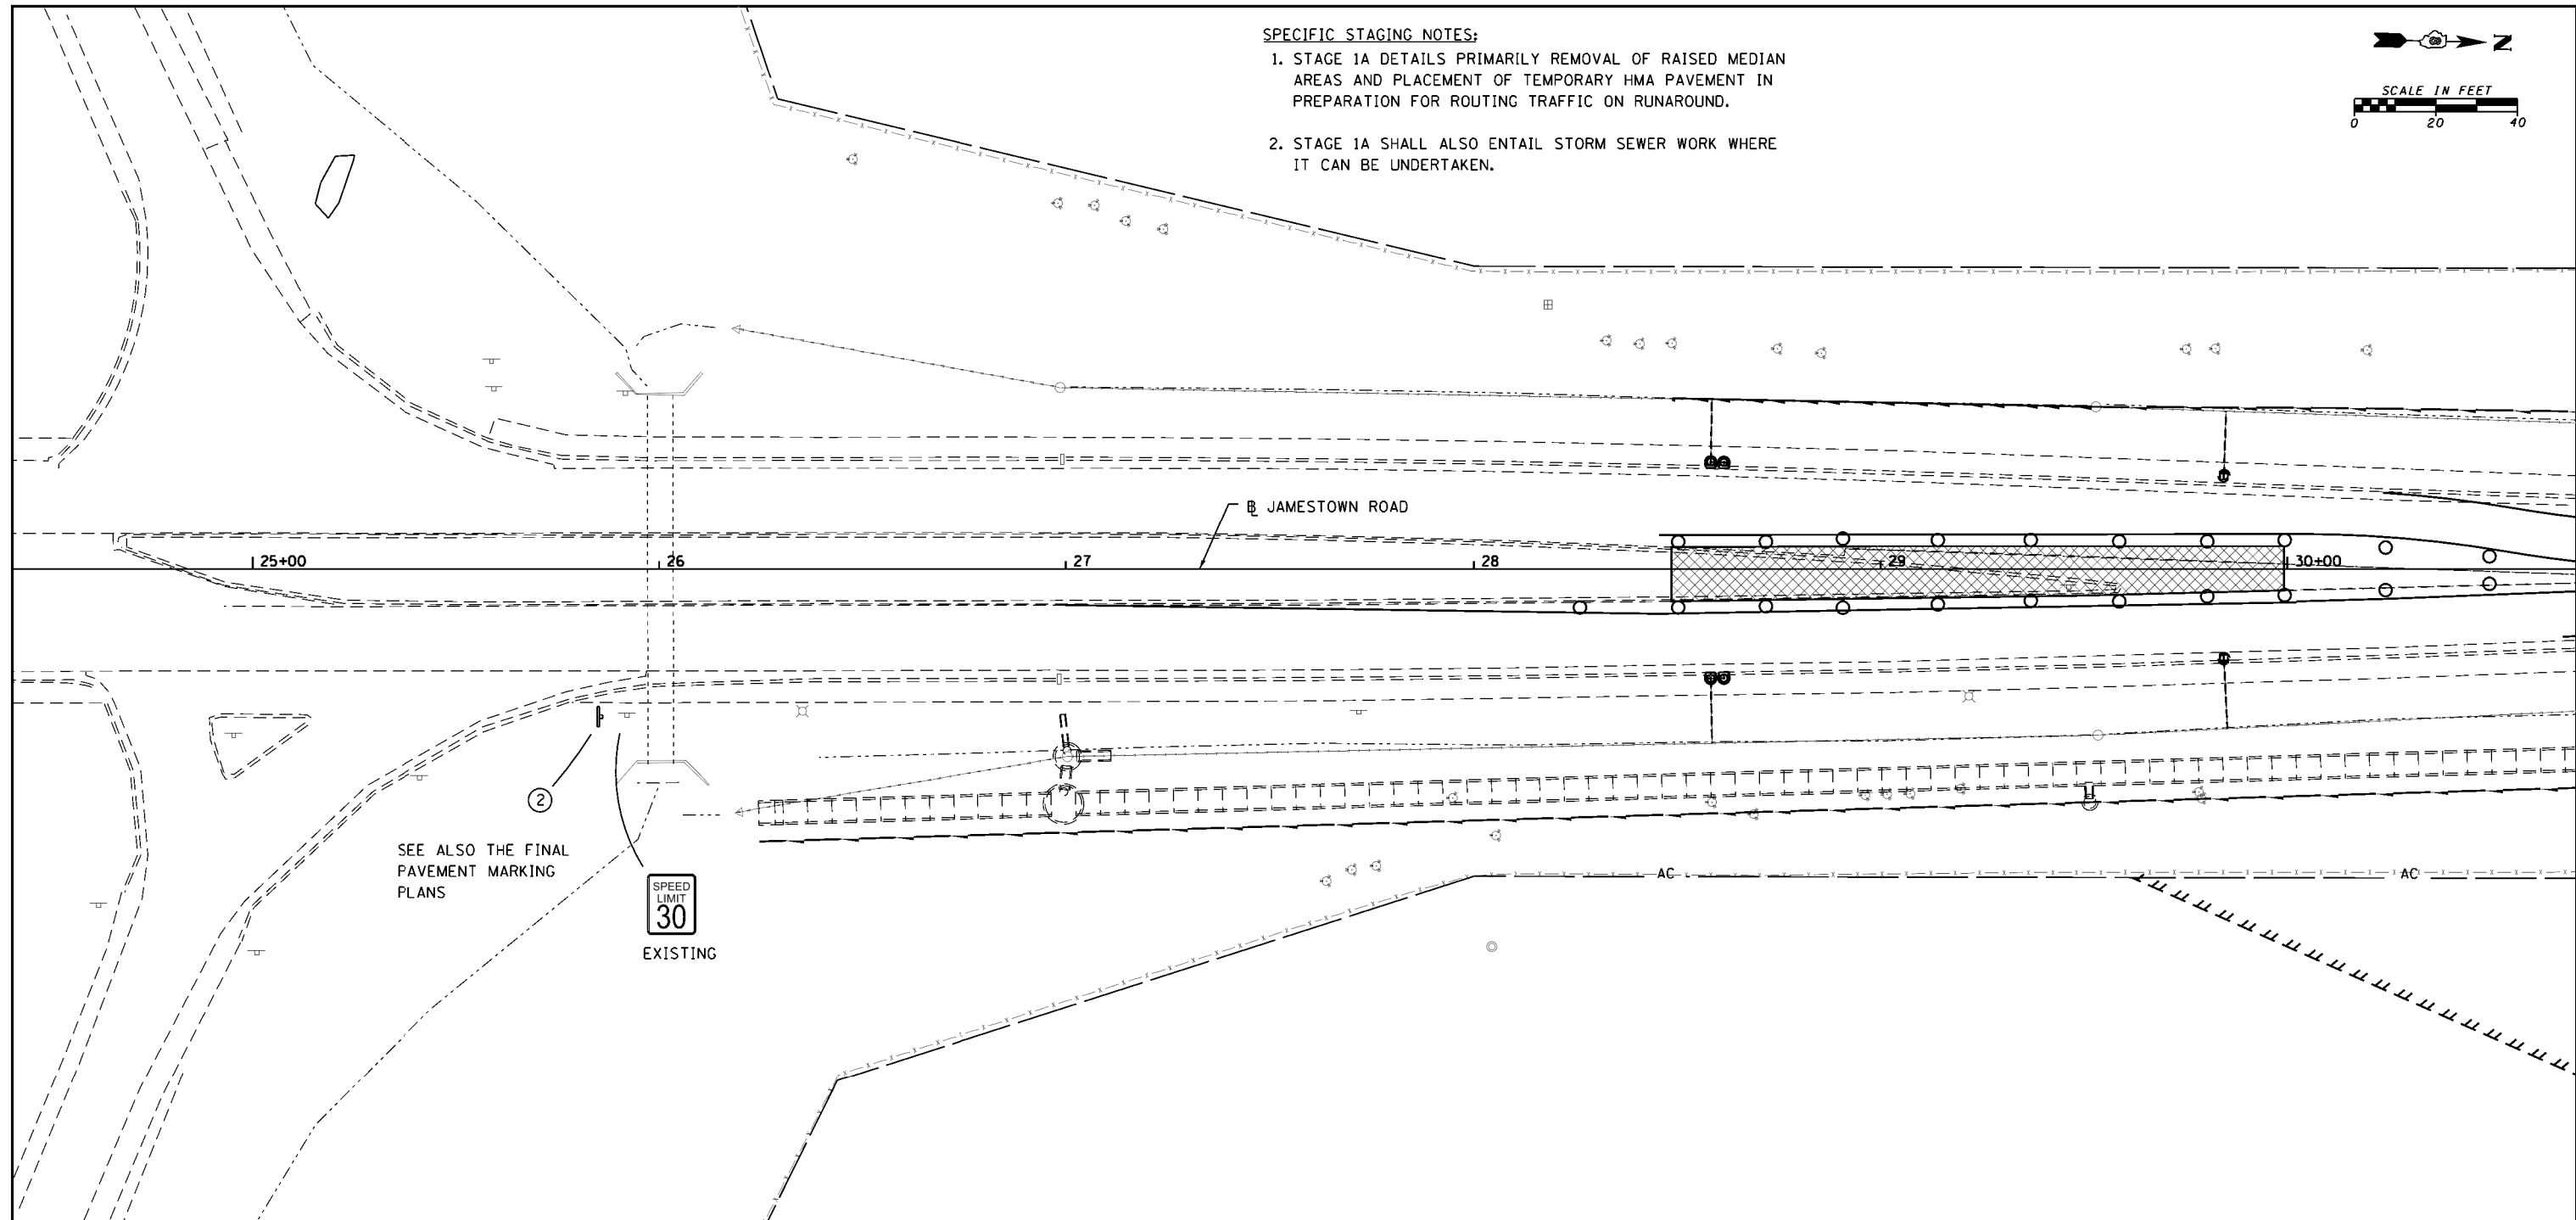 SPECIFIC STAGING NOTES:
1. STAGE 1A DETAILS PRIMARILY REMOVAL OF RAISED MEDIAN
AREAS AND PLACEMENT OF TEMPORARY HMA PAVEMENT IN
PREPARATION FOR ROUTING TRAFFIC ON RUNAROUND.
2. STAGE 1A SHALL ALSO ENTAIL STORM SEWER WORK WHERE
IT CAN BE UNDERTAKEN.
N
SCALE IN FEET
0 20 40
℄ JAMESTOWN ROAD
25+00 26 27 28 29 30+00
2
SEE ALSO THE FINAL
PAVEMENT MARKING
PLANS
SPEED
LIMIT
30
EXISTING
AC AC